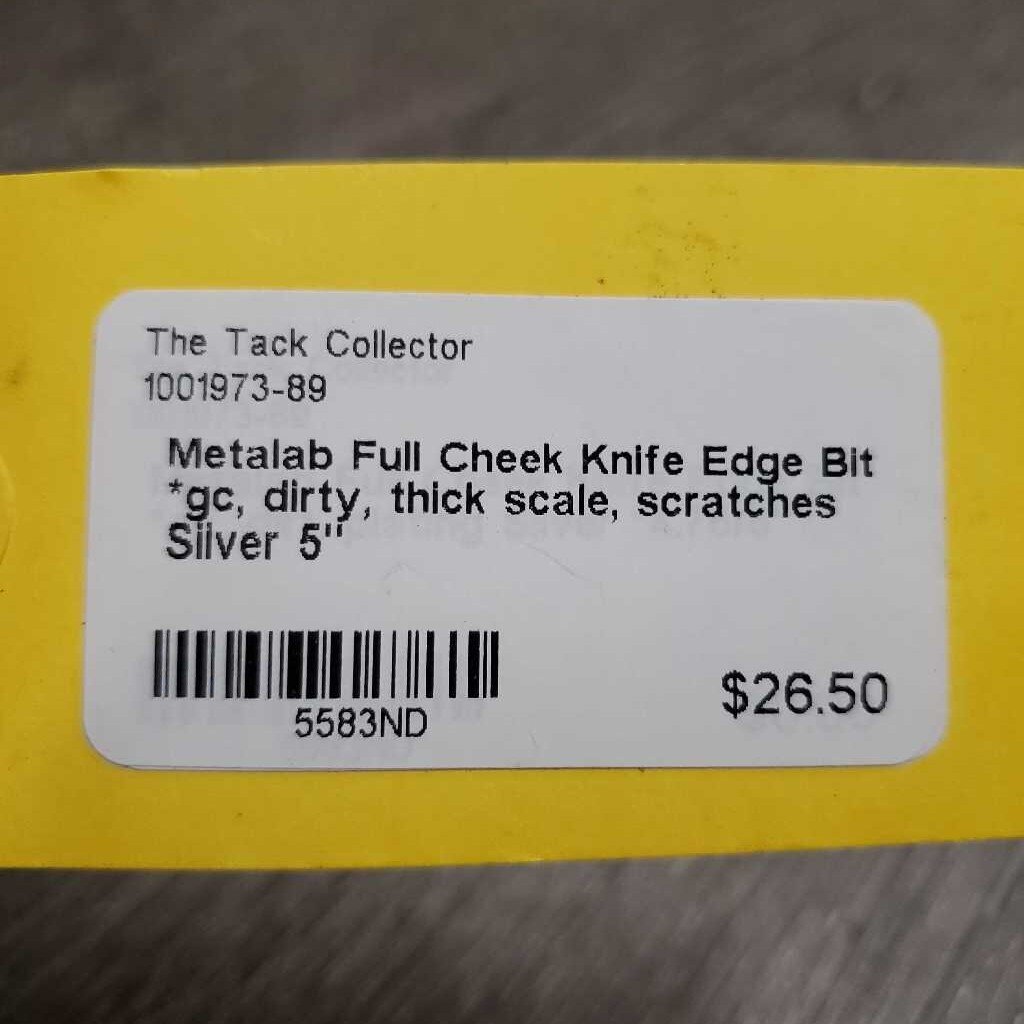 The Tack Collector
1001973-89
Metalab Full Cheek Knife Edge Bit
*gc, dirty, thick scale, scratches
Silver 5"
5583ND
$26.50